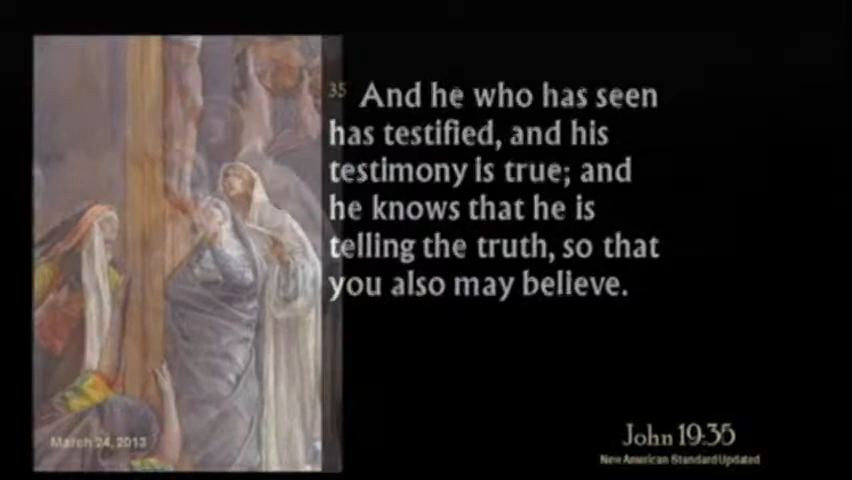 35 And he who has seen
has testified, and his
testimony is true; and
he knows that he is
telling the truth, so that
you also may believe.
March 24, 2013
John 19:35
New American Standard Updated